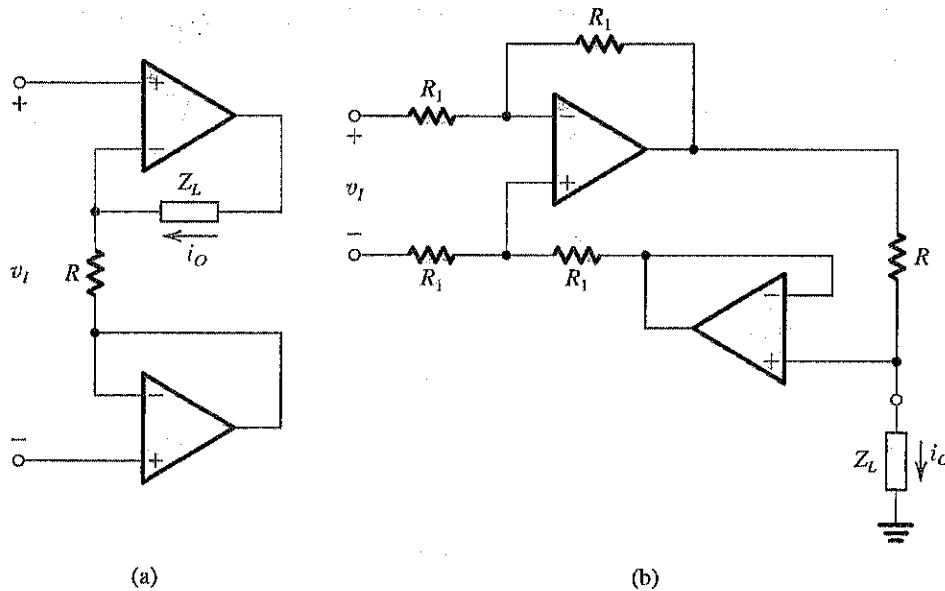 +
+
−
Z_L
i_O
v_I
R
−
+
−
(a)
R_1
R_1
+
v_I
−
R_1
R_1
−
+
−
+
R
Z_L
i_O
(b)